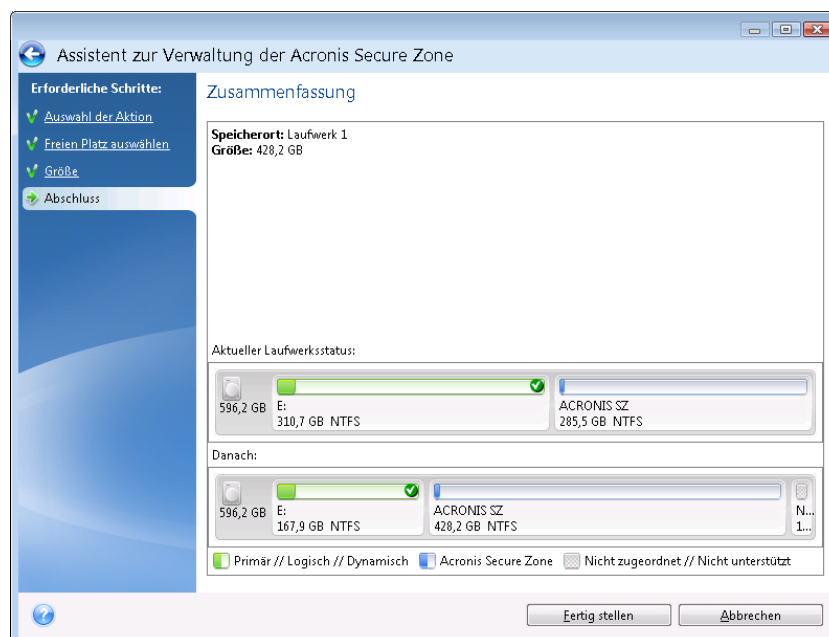 Assistent zur Verwaltung der Acronis Secure Zone
Erforderliche Schritte:
Auswahl der Aktion
Freien Platz auswählen
Größe
Abschluss
Zusammenfassung
Speicherort: Laufwerk 1
Größe: 428,2 GB
Aktueller Laufwerksstatus:
596,2 GB
E:
310,7 GB NTFS
ACRONIS SZ
285,5 GB NTFS
Danach:
596,2 GB
E:
167,9 GB NTFS
ACRONIS SZ
428,2 GB NTFS
N...
1...
Primär // Logisch // Dynamisch
Acronis Secure Zone
Nicht zugeordnet // Nicht unterstützt
?
Fertig stellen
Abbrechen